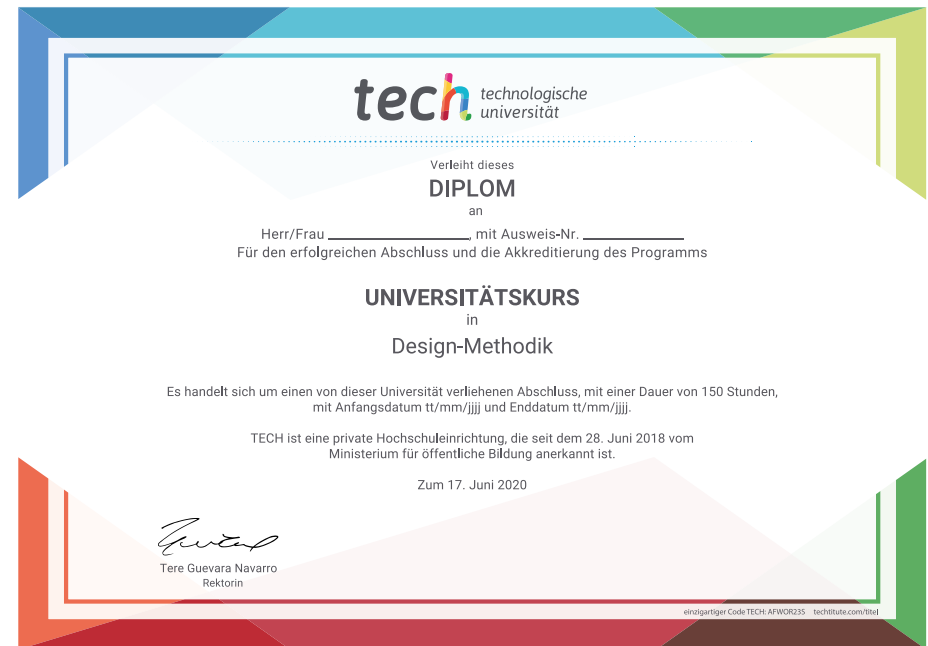 tech technologische
universität
Verleiht dieses
DIPLOM
an
Herr/Frau ____________________, mit Ausweis-Nr. ______________
Für den erfolgreichen Abschluss und die Akkreditierung des Programms
UNIVERSITÄTSKURS
in
Design-Methodik
Es handelt sich um einen von dieser Universität verliehenen Abschluss, mit einer Dauer von 150 Stunden,
mit Anfangsdatum tt/mm/jjjj und Enddatum tt/mm/jjjj.
TECH ist eine private Hochschuleinrichtung, die seit dem 28. Juni 2018 vom
Ministerium für öffentliche Bildung anerkannt ist.
Zum 17. Juni 2020
Tere Guevara Navarro
Rektorin
einzigartiger Code TECH: AFWOR23S techtitute.com/titel